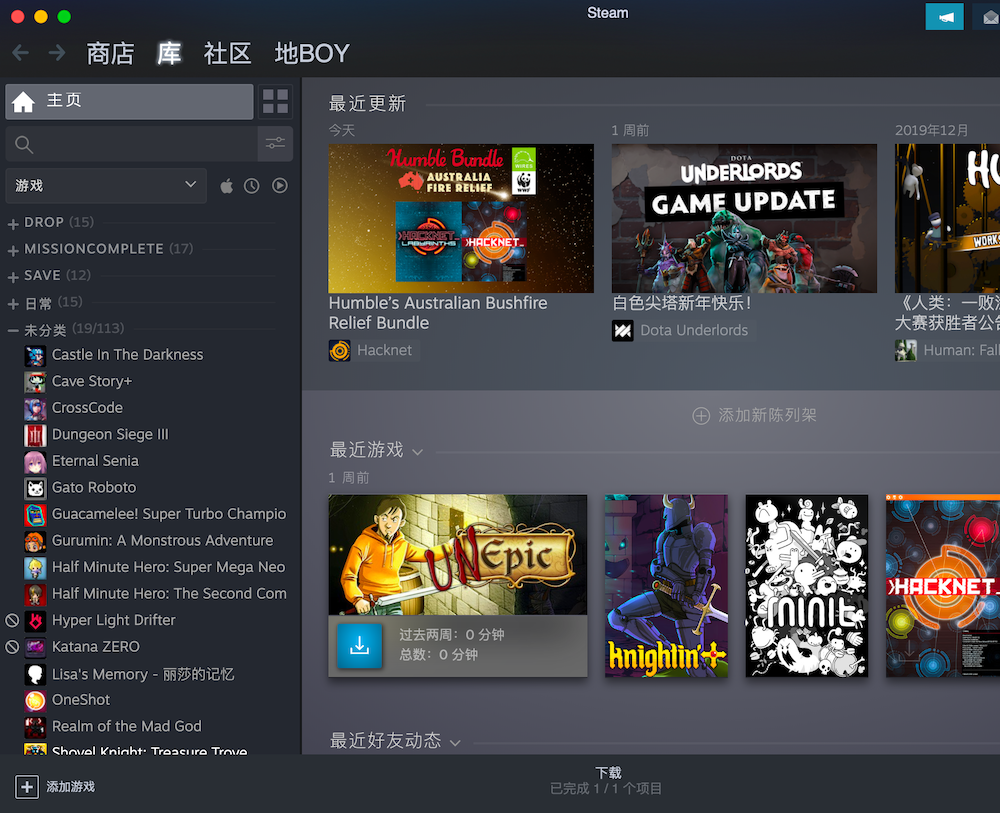 Steam
商店 库 社区 地BOY
主页
游戏
DROP (15)
MISSIONCOMPLETE (17)
SAVE (12)
日常 (15)
未分类 (19/113)
Castle In The Darkness
Cave Story+
CrossCode
Dungeon Siege III
Eternal Senia
Gato Roboto
Guacamelee! Super Turbo Champio
Gurumin: A Monstrous Adventure
Half Minute Hero: Super Mega Neo
Half Minute Hero: The Second Com
Hyper Light Drifter
Katana ZERO
Lisa's Memory - 丽莎的记忆
OneShot
Realm of the Mad God
Shovel Knight: Treasure Trove
添加游戏
最近更新
今天
Humble Bundle
AUSTRALIA
FIRE RELIEF
WIRES
WWF
HACKNET
LABYRINTHS
HACKNET
Humble's Australian Bushfire
Relief Bundle
Hacknet
1 周前
DOTA
UNDERLORDS
GAME UPDATE
白色尖塔新年快乐！
Dota Underlords
2019年12月
HU
WORKS
《人类：一败涂
大赛获胜者公告
Human: Fall
添加新陈列架
最近游戏
1 周前
UNEpic
过去两周：0 分钟
总数：0 分钟
knightin'+
minit
HACKNET_
最近好友动态
下载
已完成 1 / 1 个项目